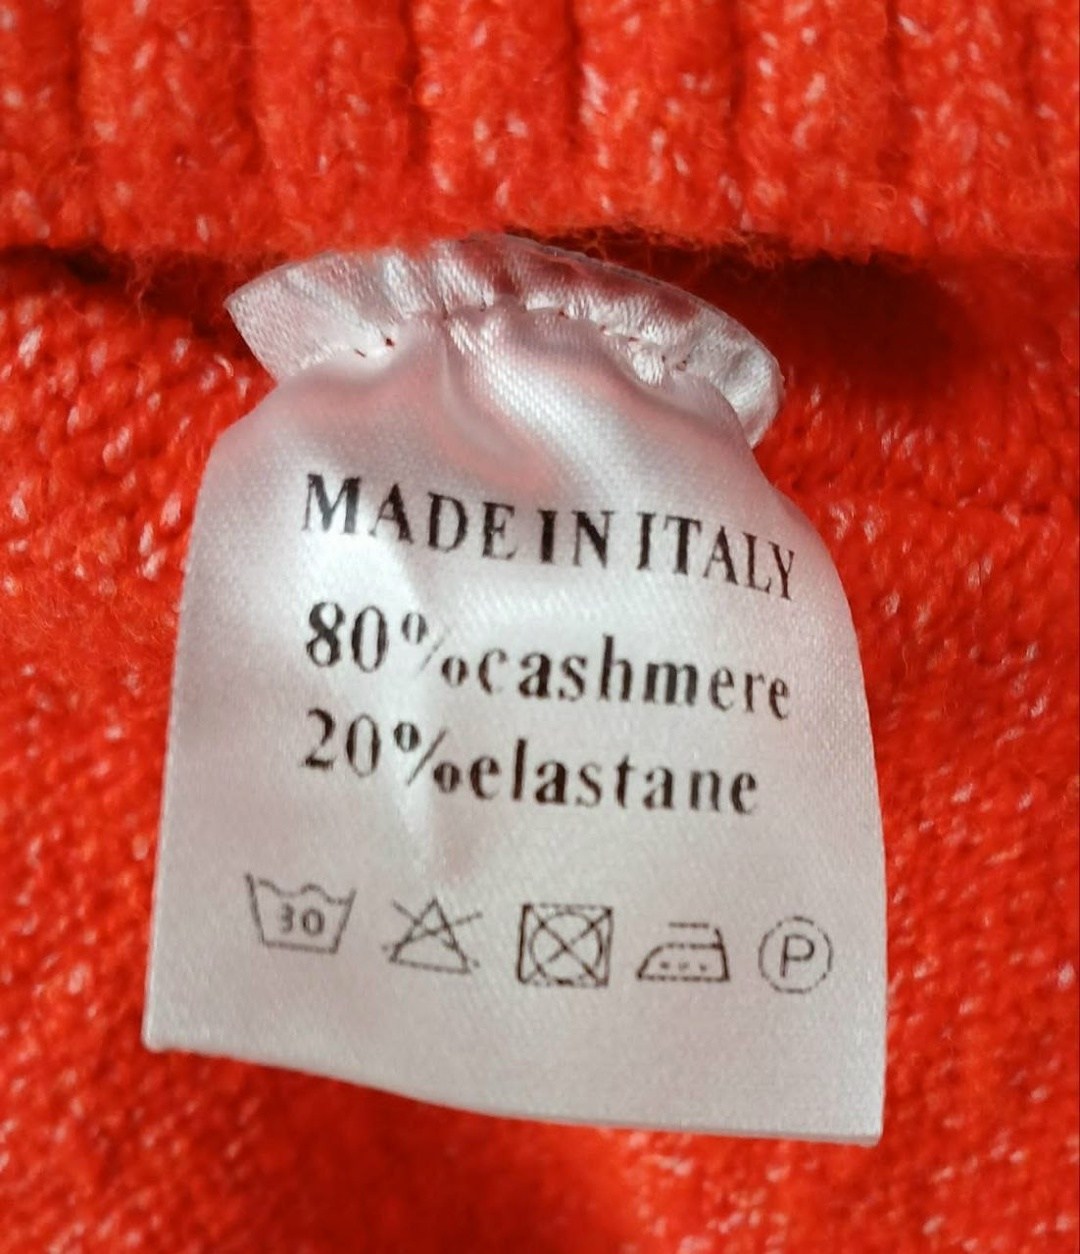 MADE IN ITALY
80%cashmere
20%elastane
30 P